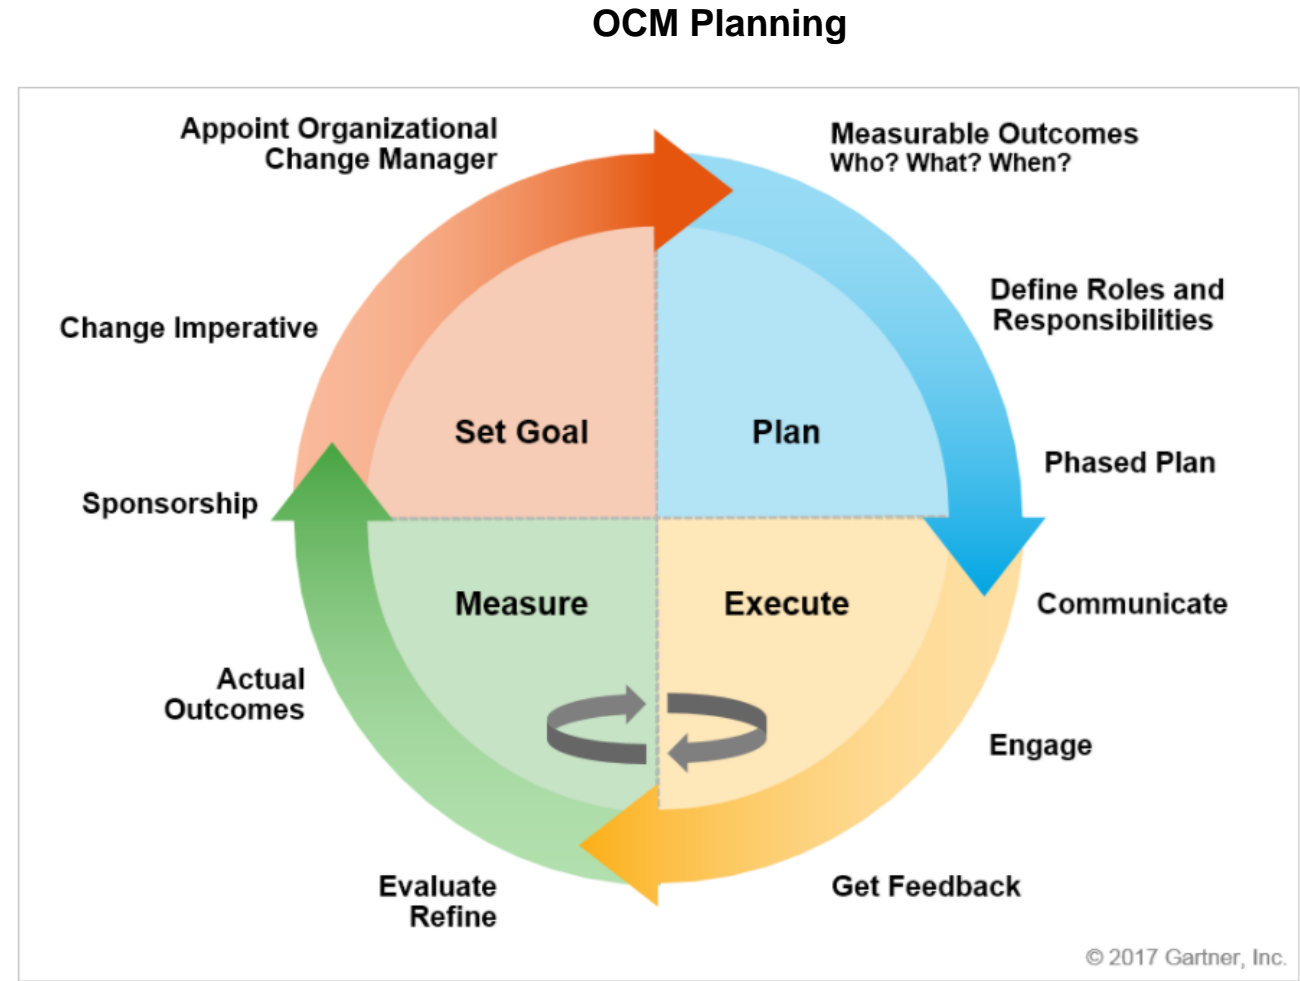 OCM Planning
Appoint Organizational
Change Manager
Measurable Outcomes
Who? What? When?
Define Roles and
Responsibilities
Change Imperative
Set Goal
Plan
Phased Plan
Sponsorship
Measure
Execute
Communicate
Actual
Outcomes
Engage
Evaluate
Refine
Get Feedback
© 2017 Gartner, Inc.